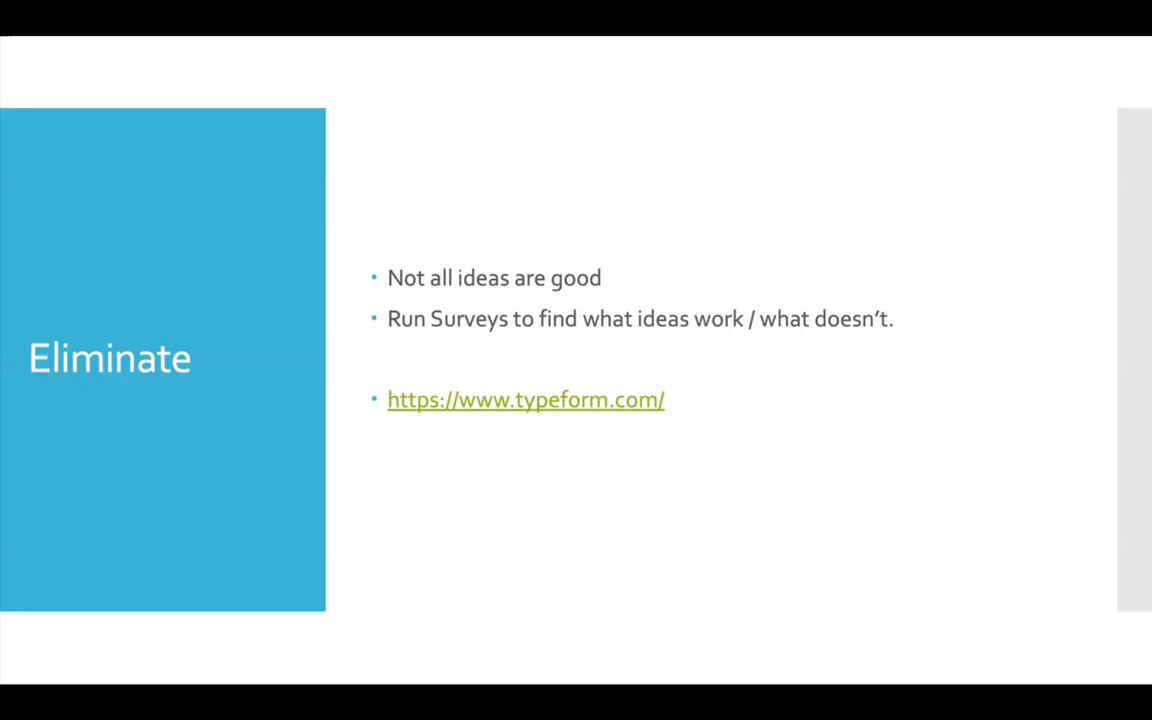 Eliminate
Not all ideas are good
Run Surveys to find what ideas work / what doesn’t.
https://www.typeform.com/